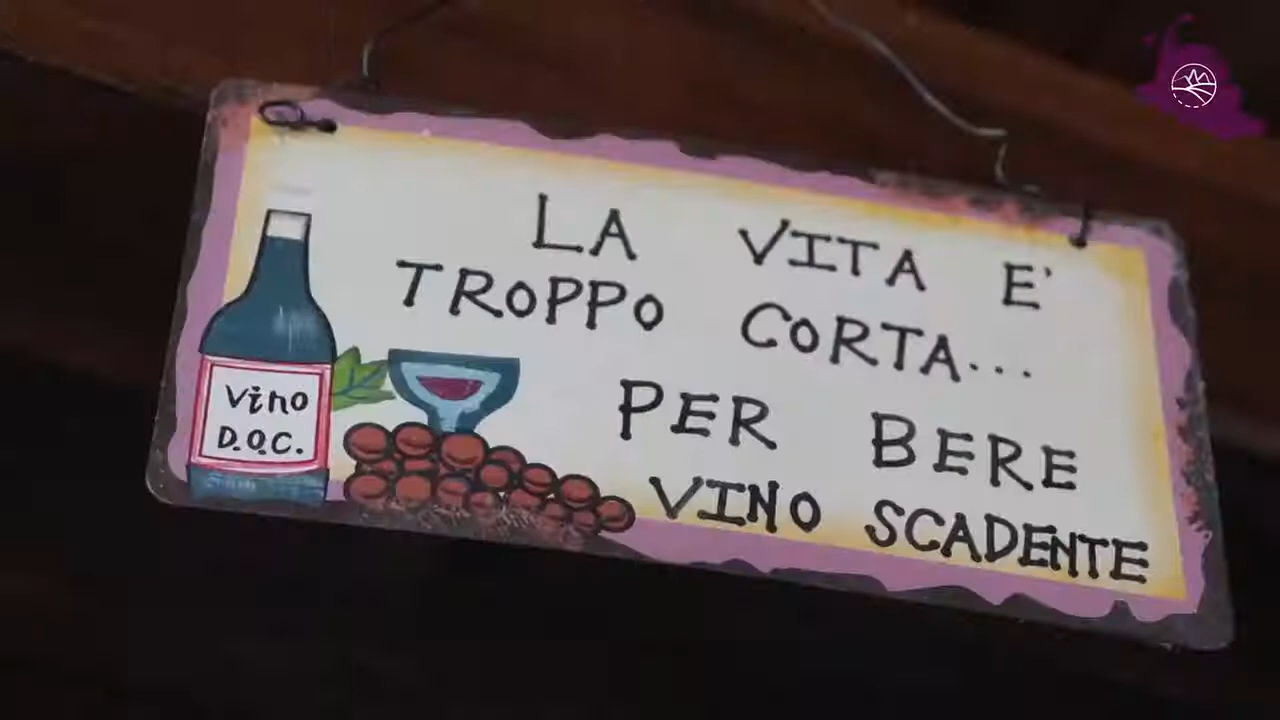 LA VITA E'
TROPPO CORTA...
PER BERE
VINO SCADENTE
Vino
D.O.C.